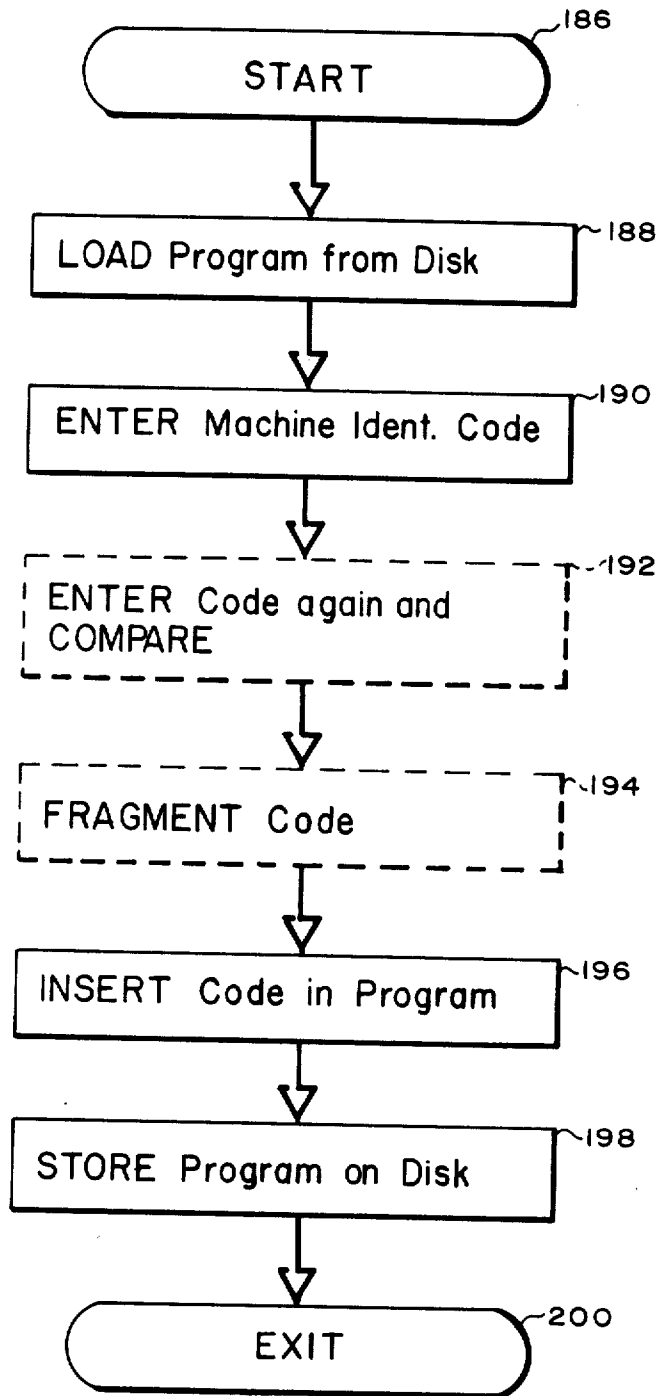 186
START
188
LOAD Program from Disk
190
ENTER Machine Ident. Code
192
ENTER Code again and
COMPARE
194
FRAGMENT Code
196
INSERT Code in Program
198
STORE Program on Disk
200
EXIT